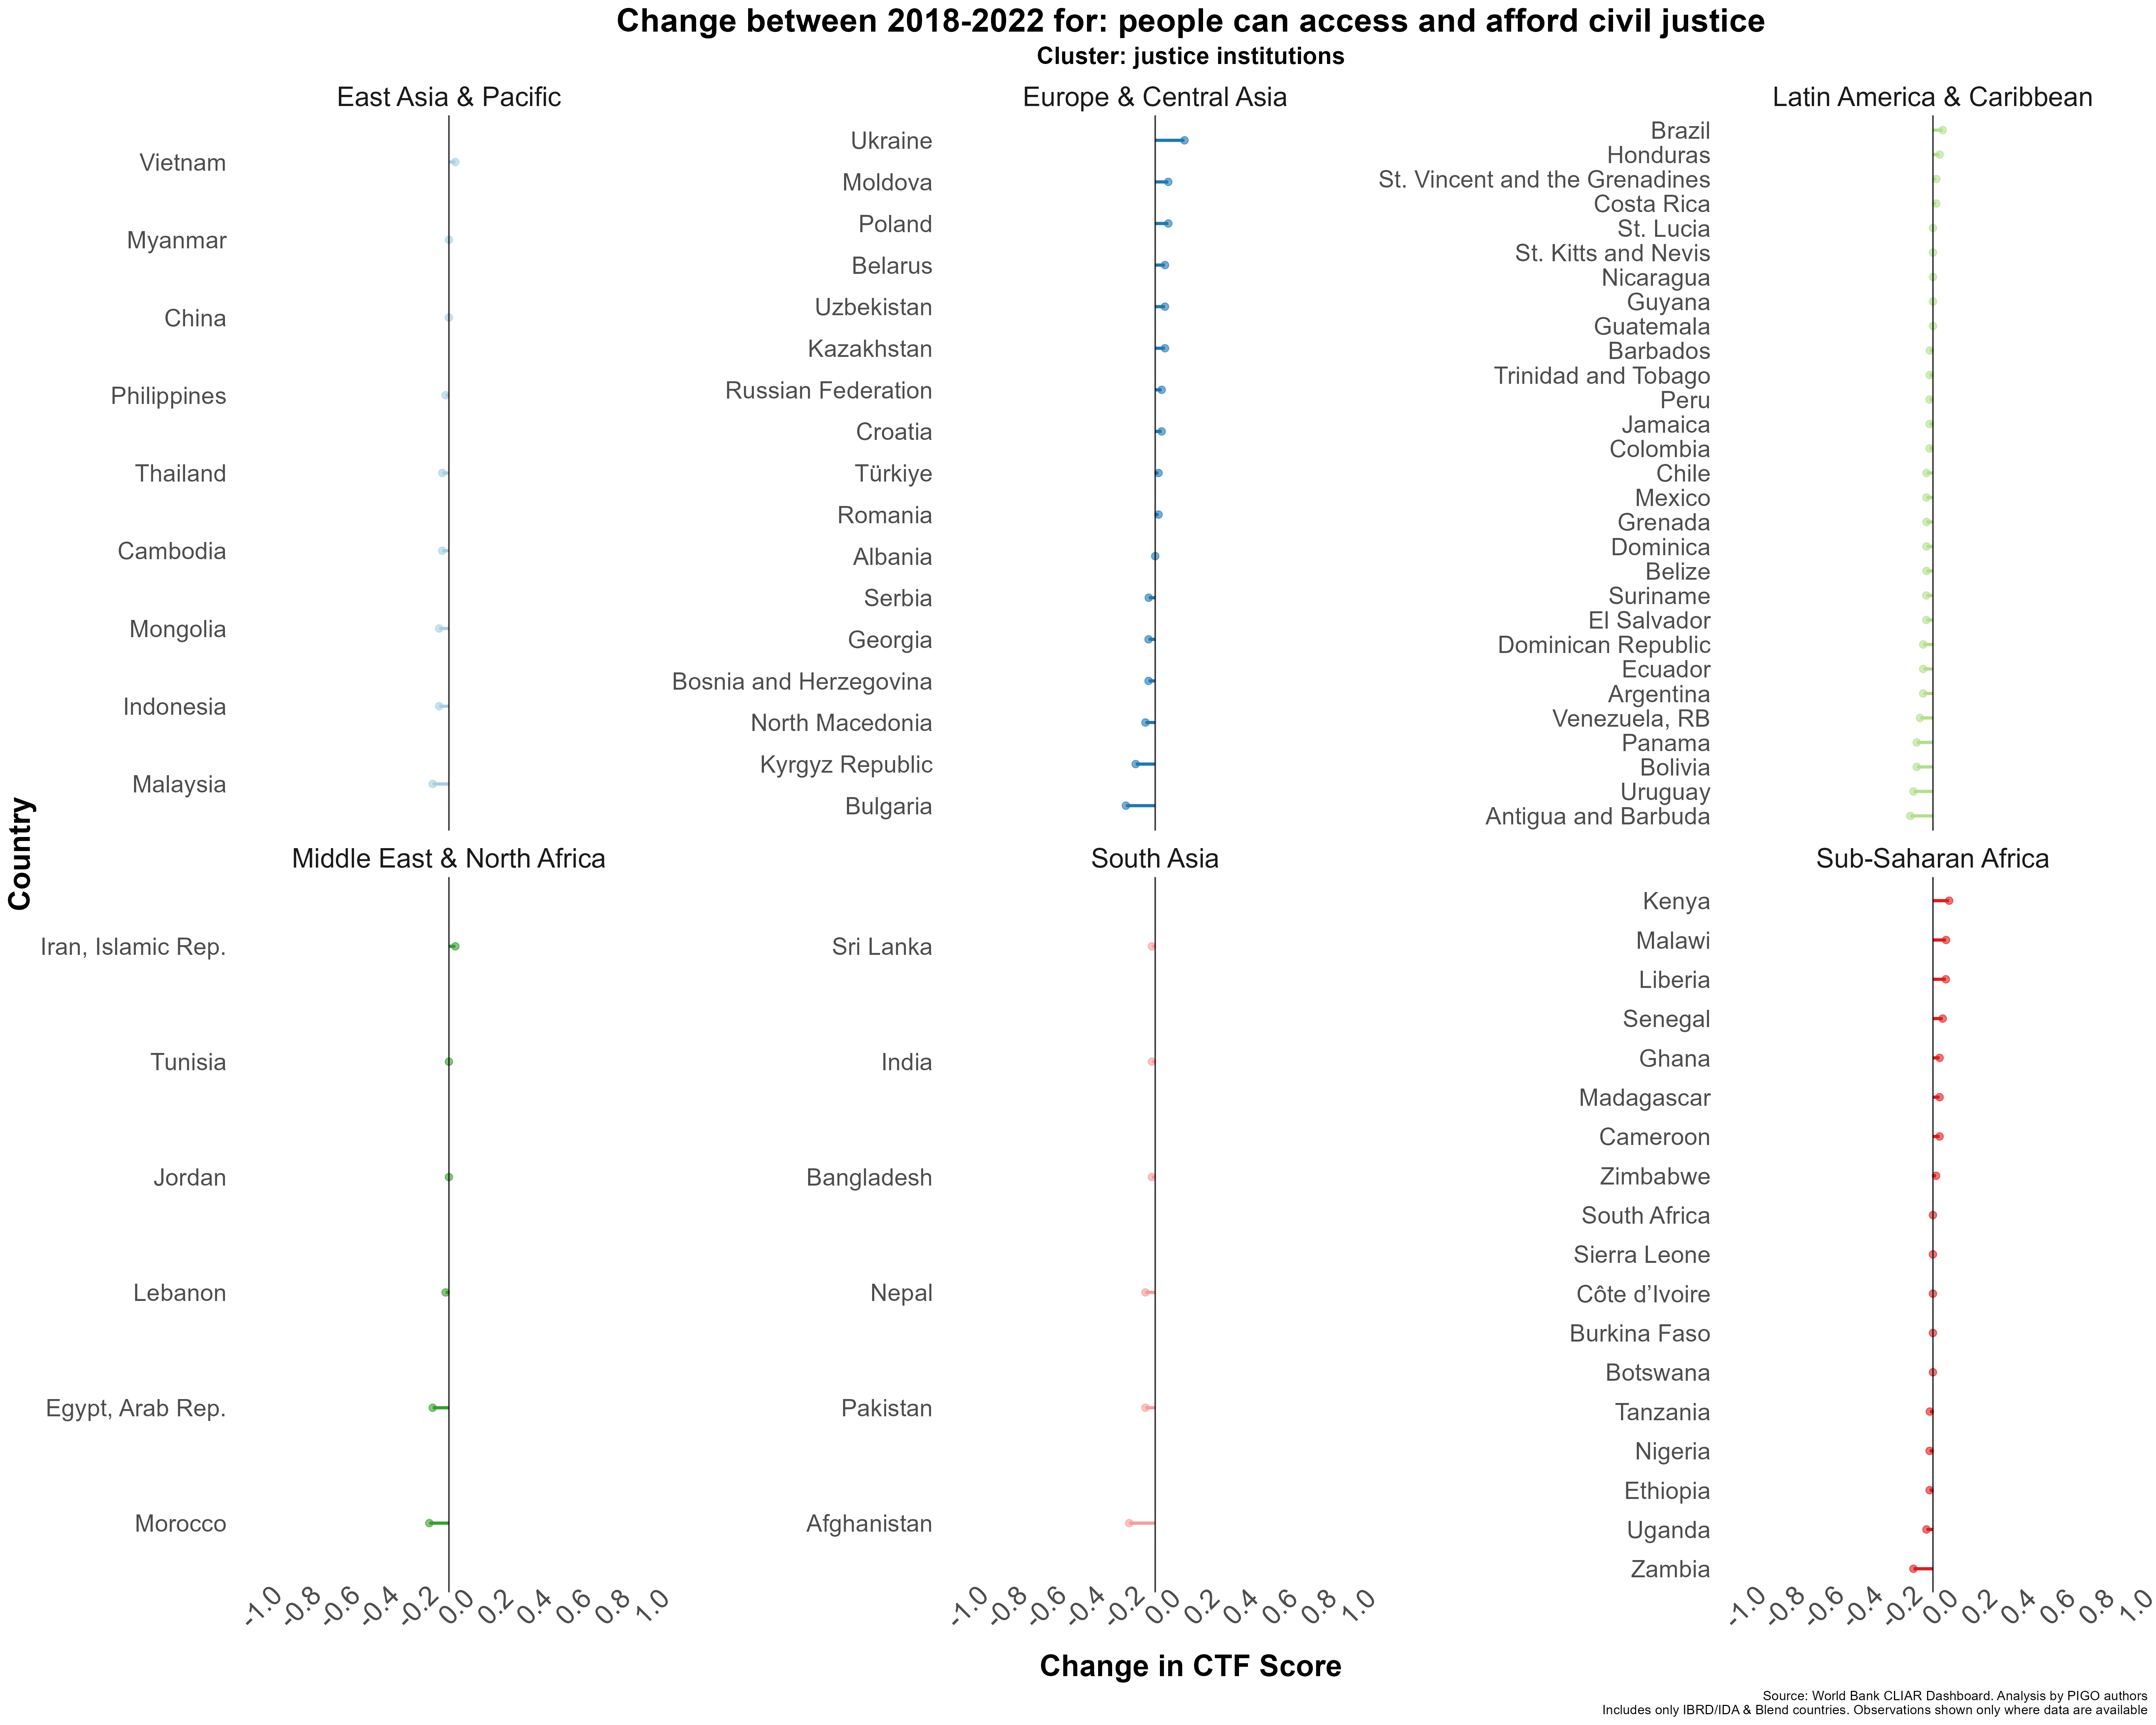 Change between 2018-2022 for: people can access and afford civil justice
Cluster: justice institutions
East Asia & Pacific
Vietnam
Myanmar
China
Philippines
Thailand
Cambodia
Mongolia
Indonesia
Malaysia
Europe & Central Asia
Ukraine
Moldova
Poland
Belarus
Uzbekistan
Kazakhstan
Russian Federation
Croatia
Türkiye
Romania
Albania
Serbia
Georgia
Bosnia and Herzegovina
North Macedonia
Kyrgyz Republic
Bulgaria
Latin America & Caribbean
Brazil
Honduras
St. Vincent and the Grenadines
Costa Rica
St. Lucia
St. Kitts and Nevis
Nicaragua
Guyana
Guatemala
Barbados
Trinidad and Tobago
Peru
Jamaica
Colombia
Chile
Mexico
Grenada
Dominica
Belize
Suriname
El Salvador
Dominican Republic
Ecuador
Argentina
Venezuela, RB
Panama
Bolivia
Uruguay
Antigua and Barbuda
Country
Middle East & North Africa
Iran, Islamic Rep.
Tunisia
Jordan
Lebanon
Egypt, Arab Rep.
Morocco
-1.0 -0.8 -0.6 -0.4 -0.2 0.0 0.2 0.4 0.6 0.8 1.0
South Asia
Sri Lanka
India
Bangladesh
Nepal
Pakistan
Afghanistan
-1.0 -0.8 -0.6 -0.4 -0.2 0.0 0.2 0.4 0.6 0.8 1.0
Sub-Saharan Africa
Kenya
Malawi
Liberia
Senegal
Ghana
Madagascar
Cameroon
Zimbabwe
South Africa
Sierra Leone
Côte d’Ivoire
Burkina Faso
Botswana
Tanzania
Nigeria
Ethiopia
Uganda
Zambia
-1.0 -0.8 -0.6 -0.4 -0.2 0.0 0.2 0.4 0.6 0.8 1.0
Change in CTF Score
Source: World Bank CLIAR Dashboard. Analysis by PIGO authors
Includes only IBRD/IDA & Blend countries. Observations shown only where data are available